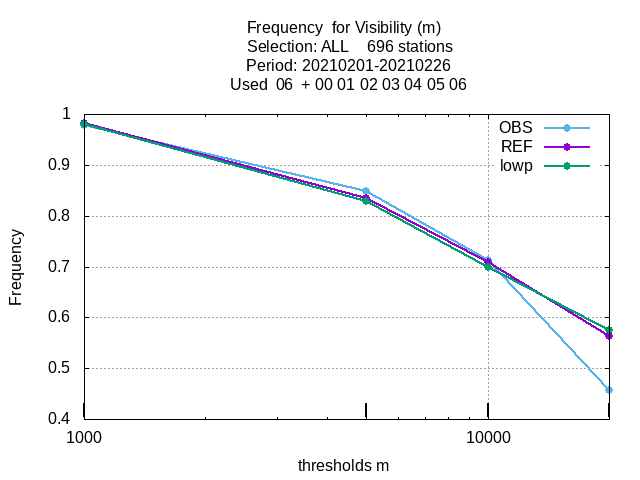 Frequency  for Visibility (m)
Selection: ALL    696 stations
Period: 20210201-20210226
Used  06  + 00 01 02 03 04 05 06
1
0.9
0.8
0.7
0.6
0.5
0.4
Frequency
OBS
REF
lowp
1000
10000
thresholds m